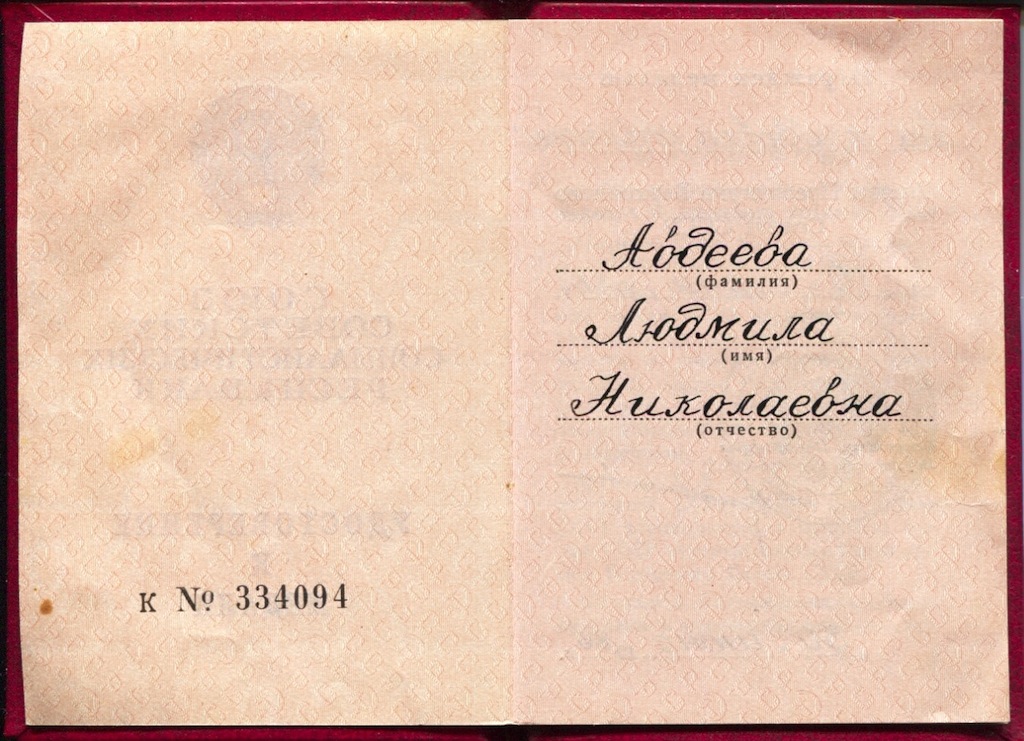 к № 334094
Авдеева
(фамилия)
Людмила
(имя)
Николаевна
(отчество)